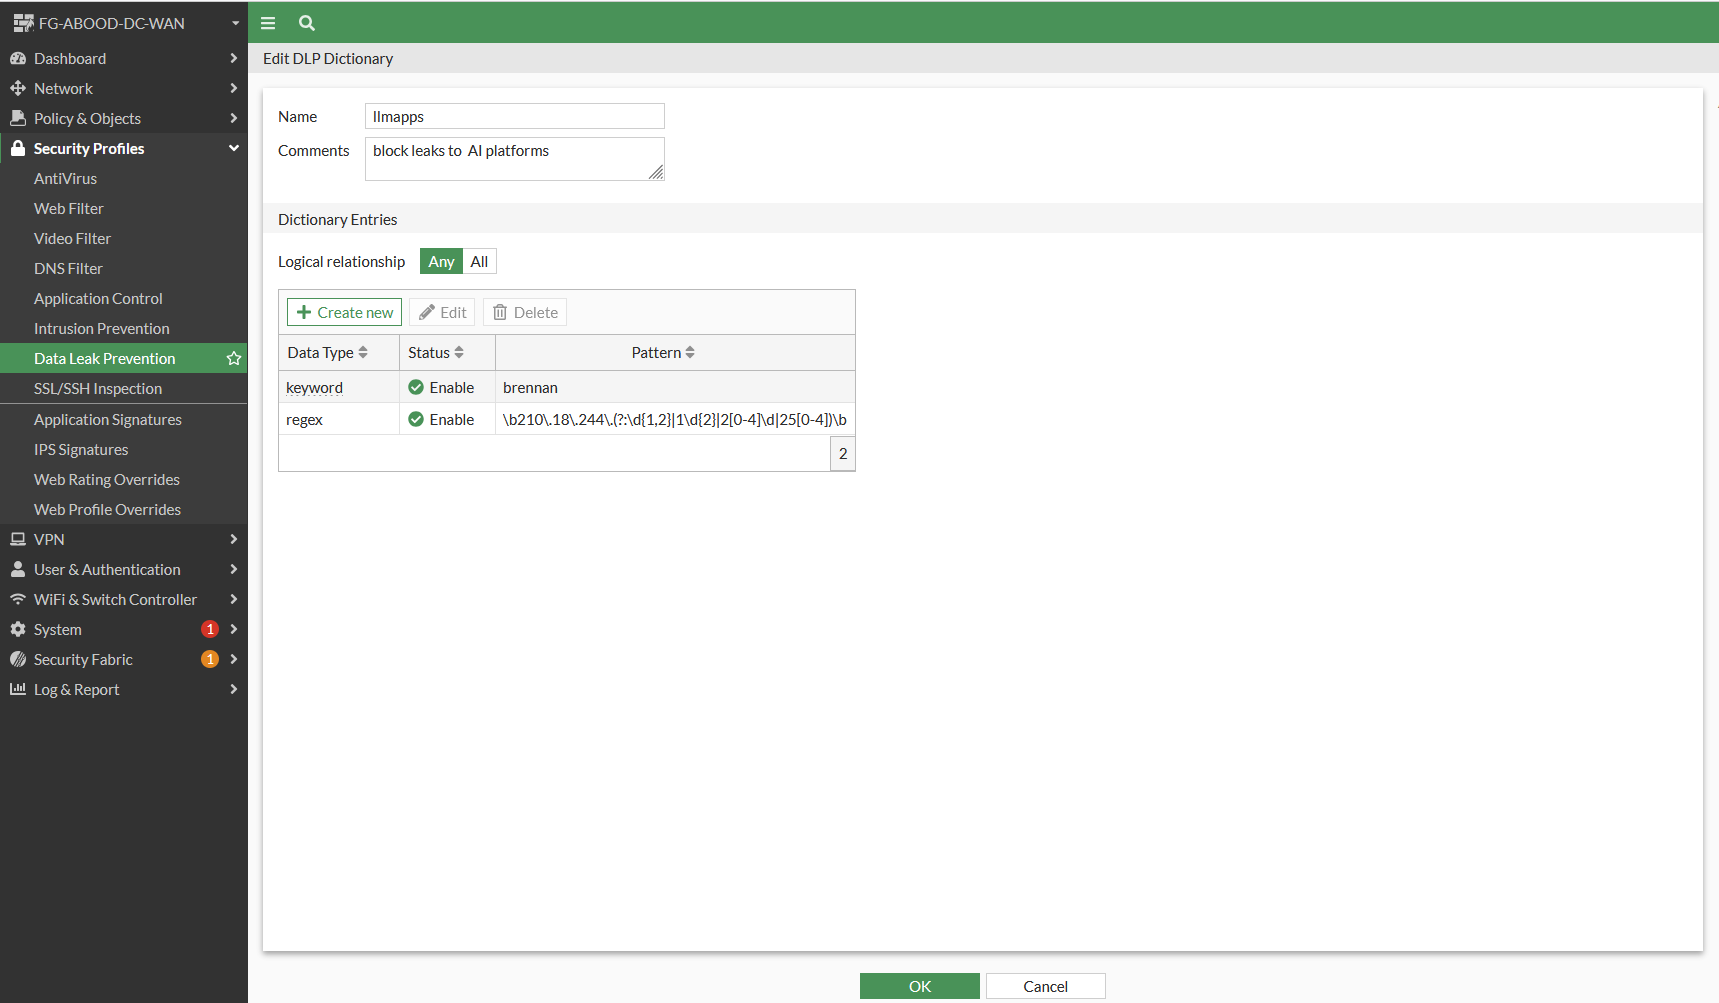 FG-ABOOD-DC-WAN
Dashboard
Network
Policy & Objects
Security Profiles
AntiVirus
Web Filter
Video Filter
DNS Filter
Application Control
Intrusion Prevention
Data Leak Prevention
SSL/SSH Inspection
Application Signatures
IPS Signatures
Web Rating Overrides
Web Profile Overrides
VPN
User & Authentication
WiFi & Switch Controller
System 1
Security Fabric 1
Log & Report
Edit DLP Dictionary
Name llmapps
Comments block leaks to  AI platforms
Dictionary Entries
Logical relationship Any All
Create new Edit Delete
Data Type Status Pattern
keyword Enable brennan
regex Enable \b210\.18\.244\.(?:\d{1,2}|1\d{2}|2[0-4]\d|25[0-4])\b
2
OK Cancel